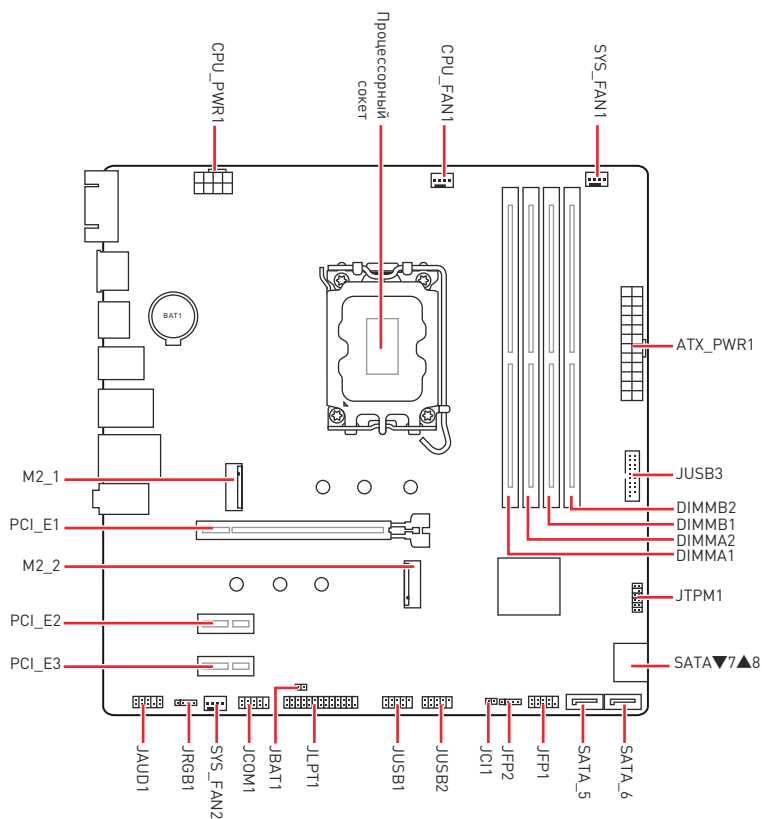 CPU_PWR1
Процессорный
сокет
CPU_FAN1
SYS_FAN1
BAT1
ATX_PWR1
M2_1
JUSB3
PCI_E1
DIMMB2
DIMMB1
DIMMA2
DIMMA1
M2_2
JTPM1
PCI_E2
PCI_E3
SATA▼7▲8
JAUD1
JRGB1
SYS_FAN2
JCOM1
JBAT1
JLPT1
JUSB1
JUSB2
JCI1
JFP2
JFP1
SATA_5
SATA_6